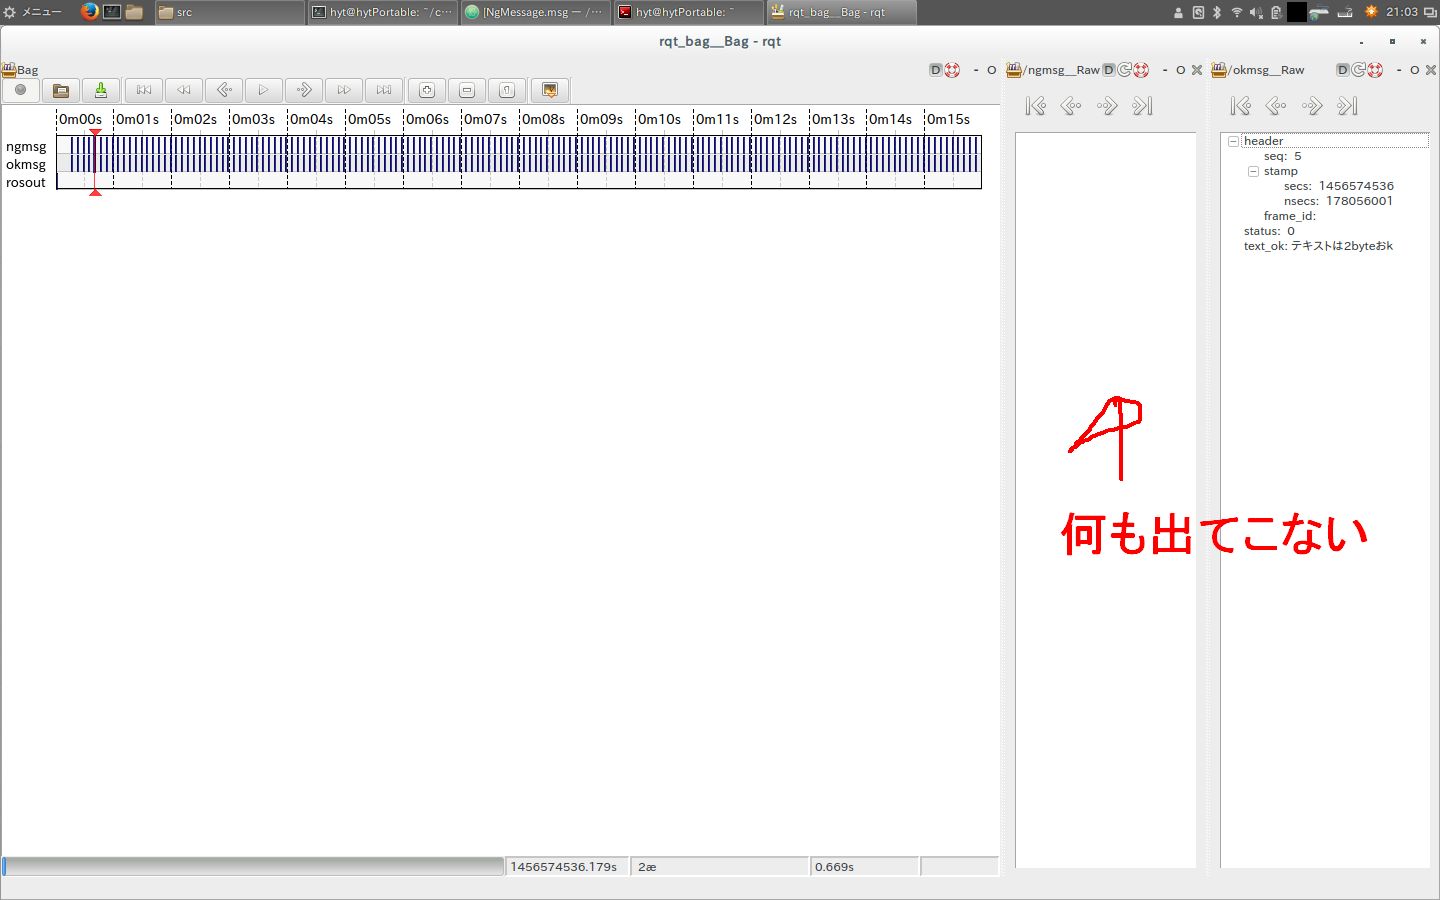 メニュー
src
hyt@hytPortable: ~/c…
[NgMessage.msg — /…
hyt@hytPortable: ~
rqt_bag__Bag - rqt
21:03
rqt_bag__Bag - rqt
Bag
D
- O
/ngmsg__Raw
D
- O
/okmsg__Raw
D
- O
0m00s 0m01s 0m02s 0m03s 0m04s 0m05s 0m06s 0m07s 0m08s 0m09s 0m10s 0m11s 0m12s 0m13s 0m14s 0m15s
ngmsg
okmsg
rosout
header
seq: 5
stamp
secs: 1456574536
nsecs: 178056001
frame_id:
status: 0
text_ok: テキストは2byteおk
何も出てこない
1456574536.179s
2æ
0.669s